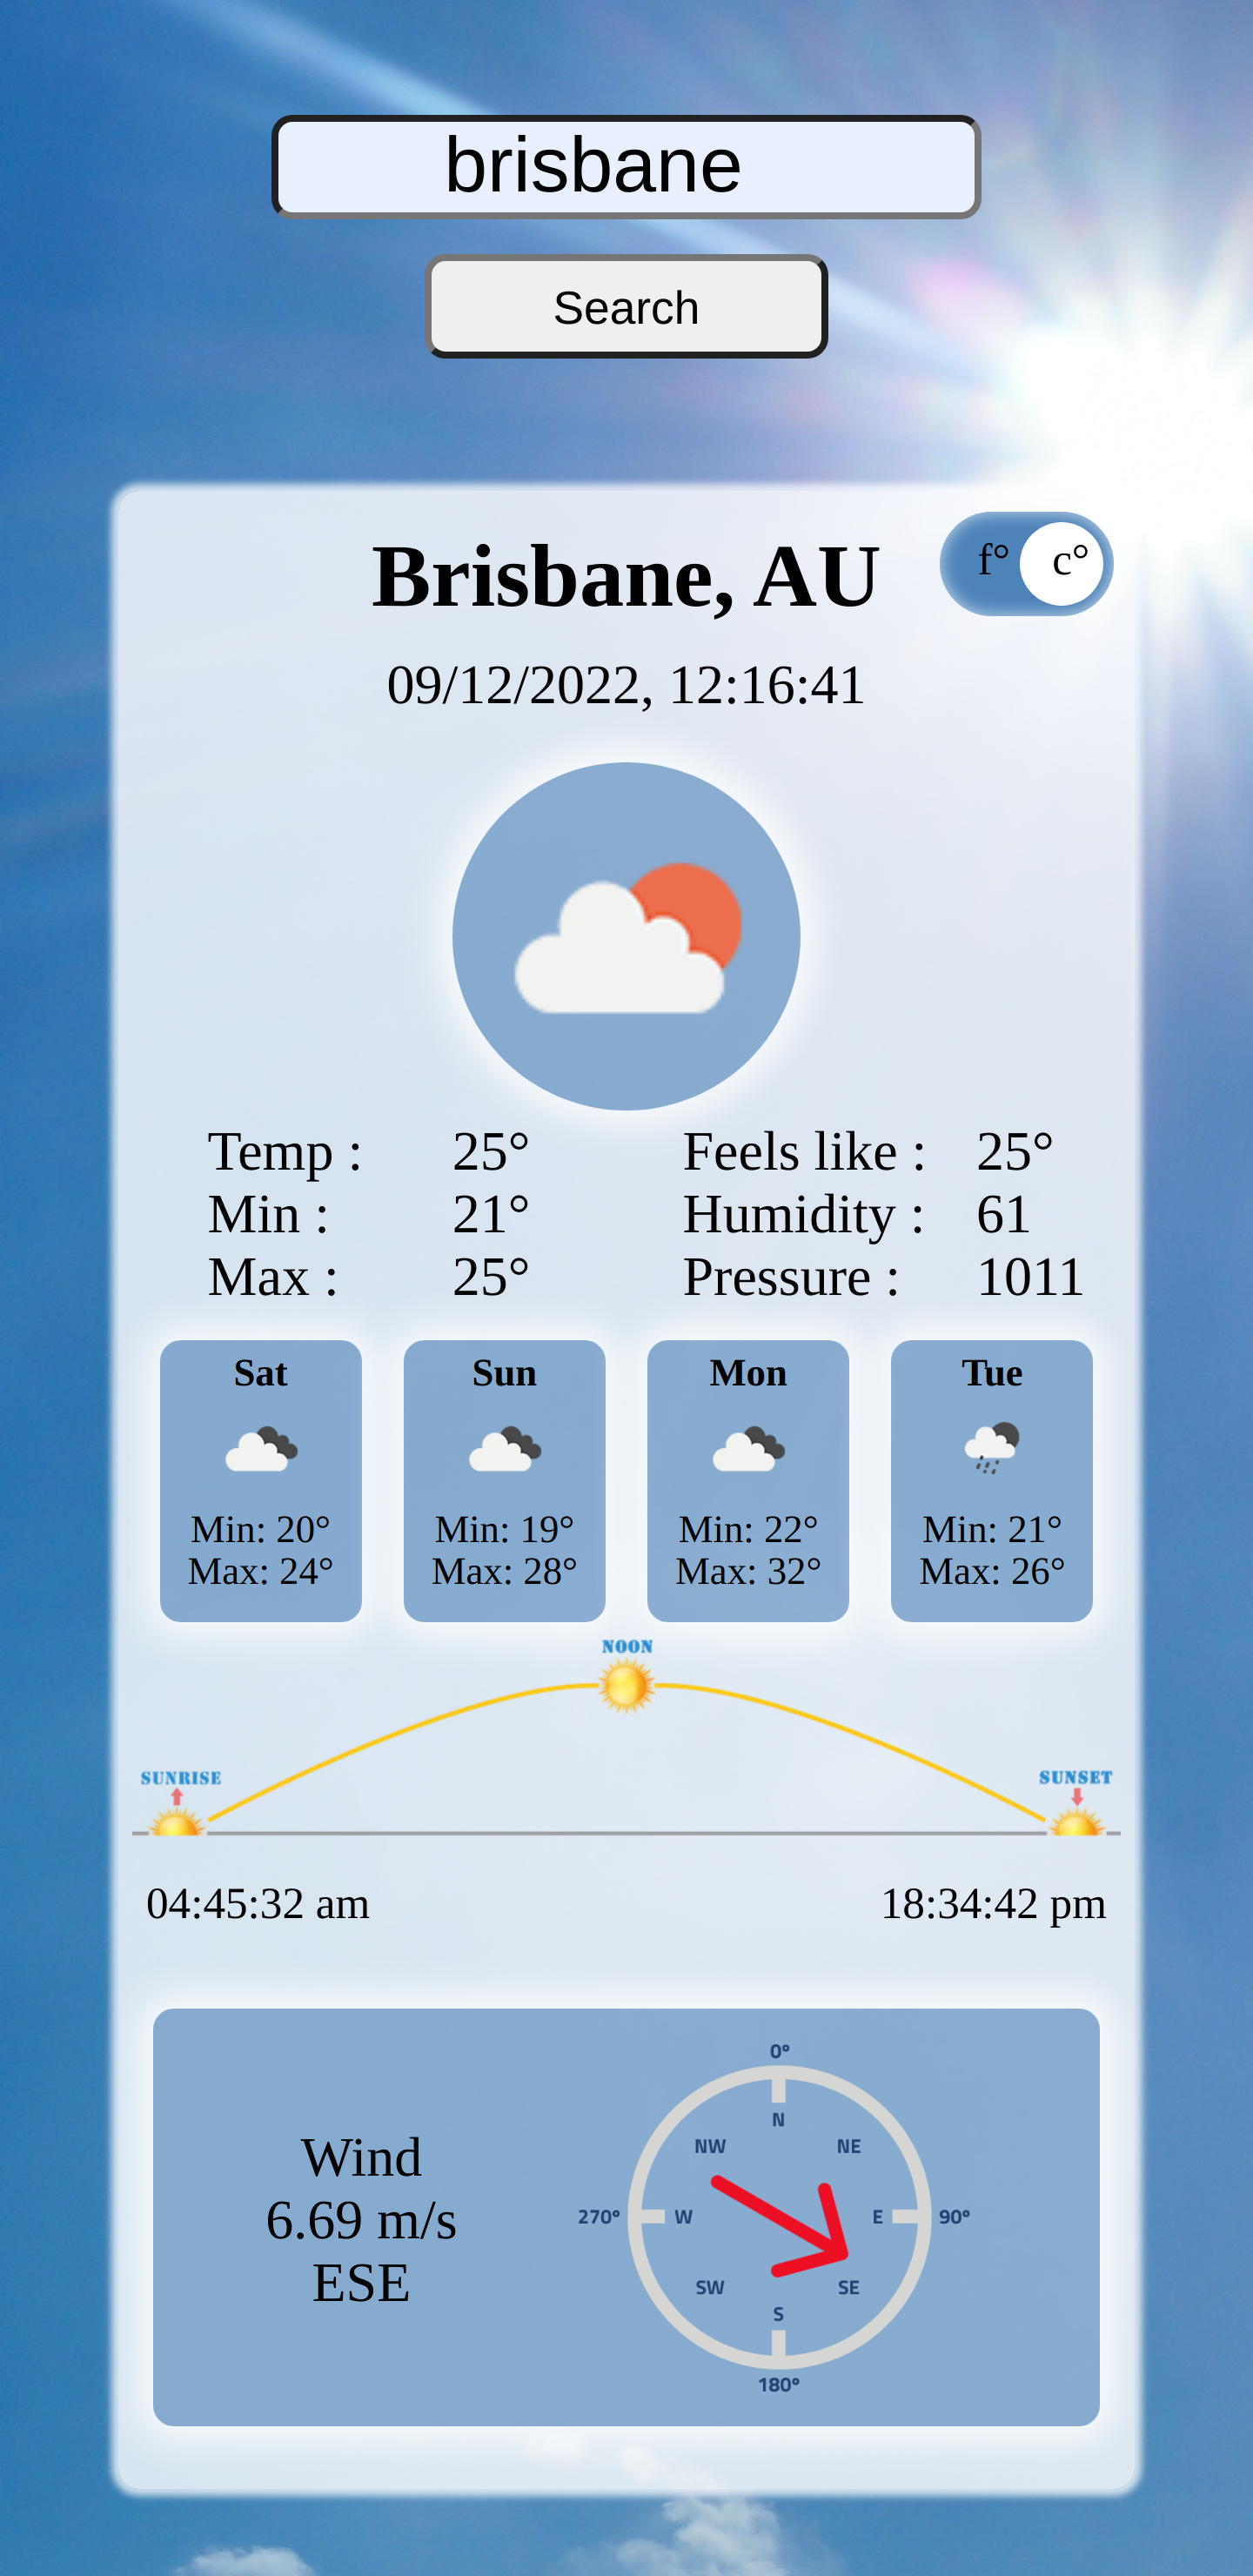 brisbane
Search
Brisbane, AU
f° c°
09/12/2022, 12:16:41
Temp : 25° Feels like : 25°
Min : 21° Humidity : 61
Max : 25° Pressure : 1011
Sat Sun Mon Tue
Min: 20° Min: 19° Min: 22° Min: 21°
Max: 24° Max: 28° Max: 32° Max: 26°
NOON
SUNRISE SUNSET
04:45:32 am 18:34:42 pm
Wind
6.69 m/s
ESE
0°
N
NW NE
270° W E 90°
SW SE
S
180°